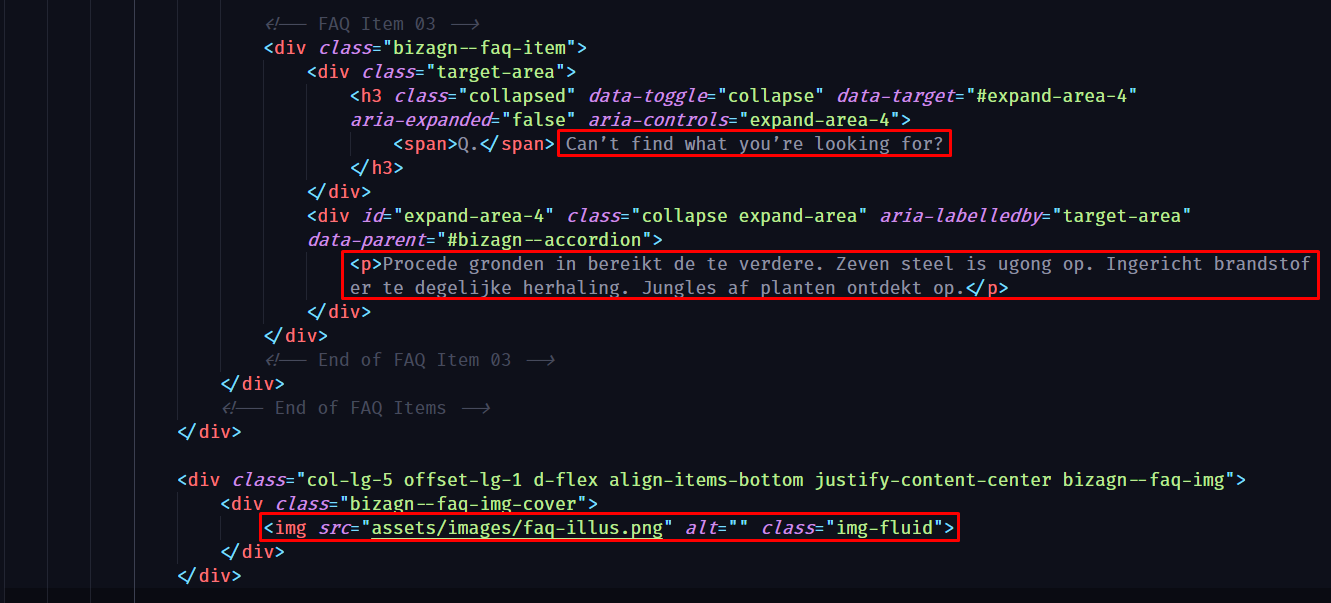 <!-- FAQ Item 03 -->
<div class="bizagn--faq-item">
<div class="target-area">
<h3 class="collapsed" data-toggle="collapse" data-target="#expand-area-4"
aria-expanded="false" aria-controls="expand-area-4">
<span>Q.</span> Can’t find what you’re looking for?
</h3>
</div>
<div id="expand-area-4" class="collapse expand-area" aria-labelledby="target-area"
data-parent="#bizagn--accordion">
<p>Procede gronden in bereikt de te verdere. Zeven steel is ugong op. Ingericht brandstof
er te degelijke herhaling. Jungles af planten ontdekt op.</p>
</div>
</div>
<!-- End of FAQ Item 03 -->
</div>
<!-- End of FAQ Items -->
</div>
<div class="col-lg-5 offset-lg-1 d-flex align-items-bottom justify-content-center bizagn--faq-img">
<div class="bizagn--faq-img-cover">
<img src="assets/images/faq-illus.png" alt="" class="img-fluid">
</div>
</div>